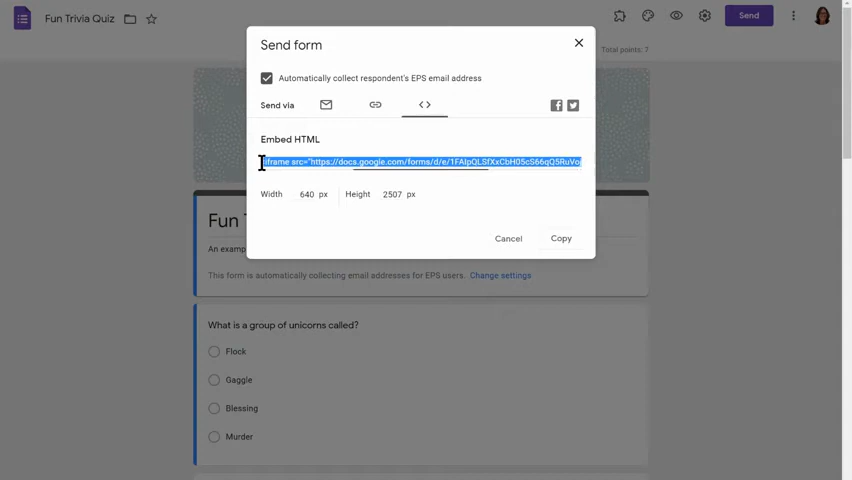 Fun Trivia Quiz
Send
Total points: 7
Send form
Automatically collect respondent's EPS email address
Send via
< >
Embed HTML
iframe src="https://docs.google.com/forms/d/e/1FAIpQLSfXxCbH05cS66qQ5RuVo
Width 640 px Height 2507 px
Cancel Copy
Fun T
An examp
This form is automatically collecting email addresses for EPS users. Change settings
What is a group of unicorns called?
Flock
Gaggle
Blessing
Murder